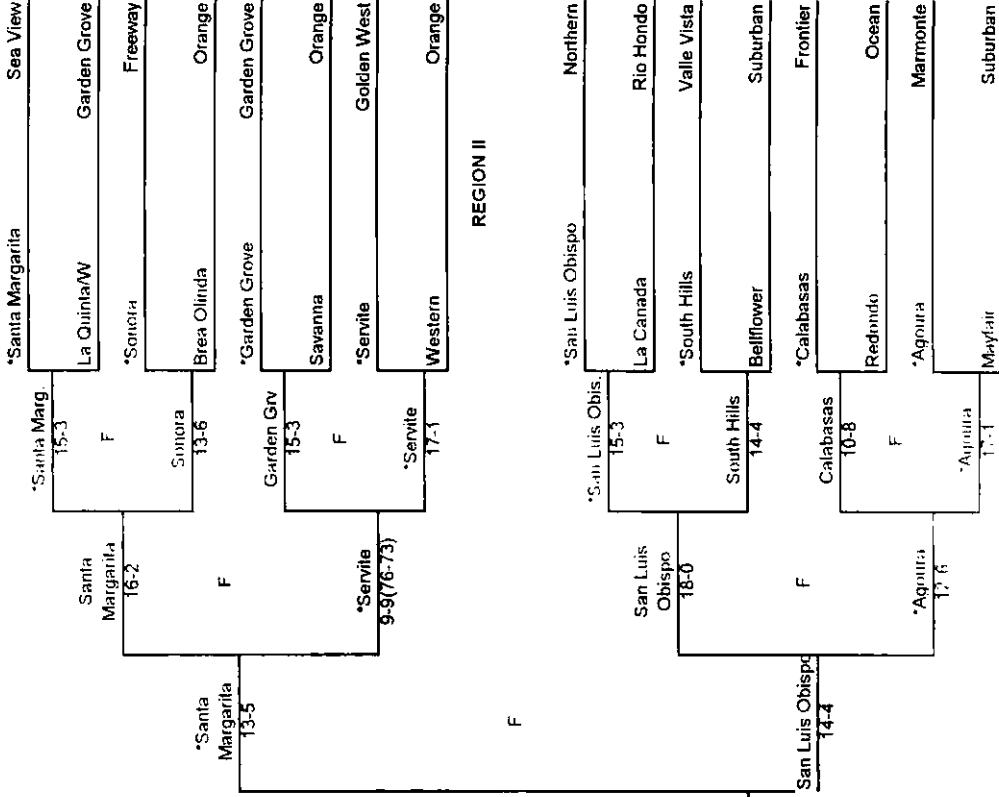 *Santa Margarita Sea View
La Quinta/W Garden Grove
*Sonora Freeway
Brea Olinda Orange
*Garden Grove Garden Grove
Savanna Orange
*Servite Golden West
Western Orange
*Santa Marg.
15-3
F
Sonora
13-6
Garden Grv
15-3
F
*Servite
17-1
Santa
Margarita
16-2
F
*Servite
9-9(76-73)
*Santa
Margarita
13-5
REGION II
F
*San Luis Obispo Northern
La Canada Rio Hondo
*South Hills Valle Vista
Bellflower Suburban
*Calabasas Frontier
Redondo Ocean
*Agoura Marmonte
Mayfair Suburban
*San Luis Obis.
15-3
F
South Hills
14-4
Calabasas
10-8
F
*Agoura
San Luis
Obispo
18-0
F
*Agoura
San Luis Obispo
14-4